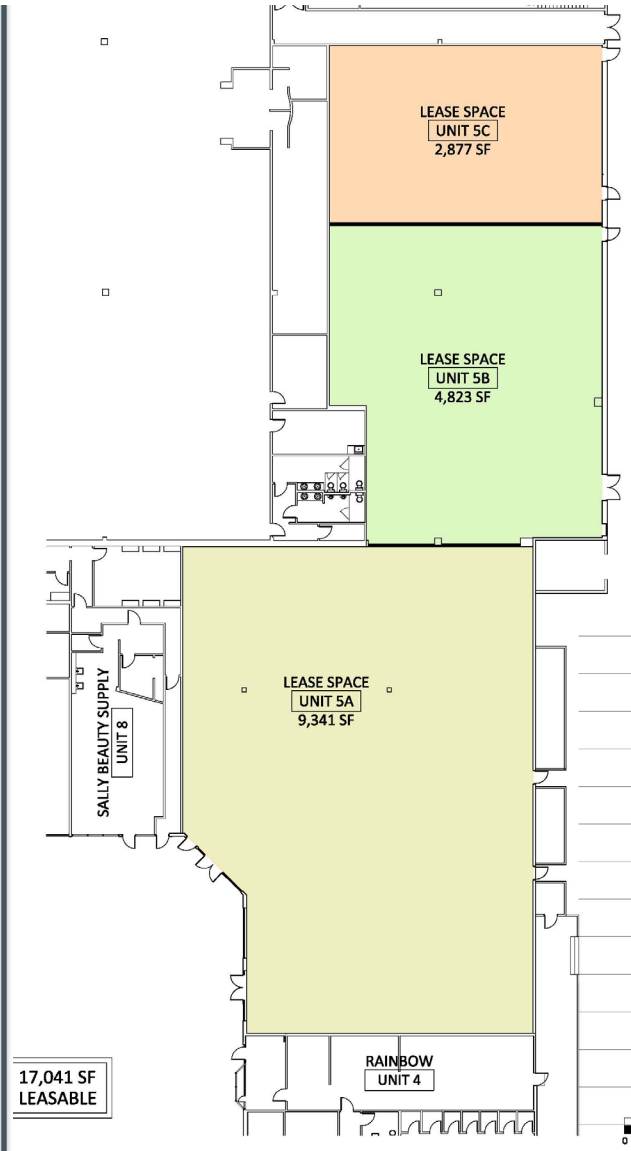 LEASE SPACE
UNIT 5C
2,877 SF
LEASE SPACE
UNIT 5B
4,823 SF
LEASE SPACE
UNIT 5A
9,341 SF
SALLY BEAUTY SUPPLY
UNIT 8
RAINBOW
UNIT 4
17,041 SF
LEASABLE
0